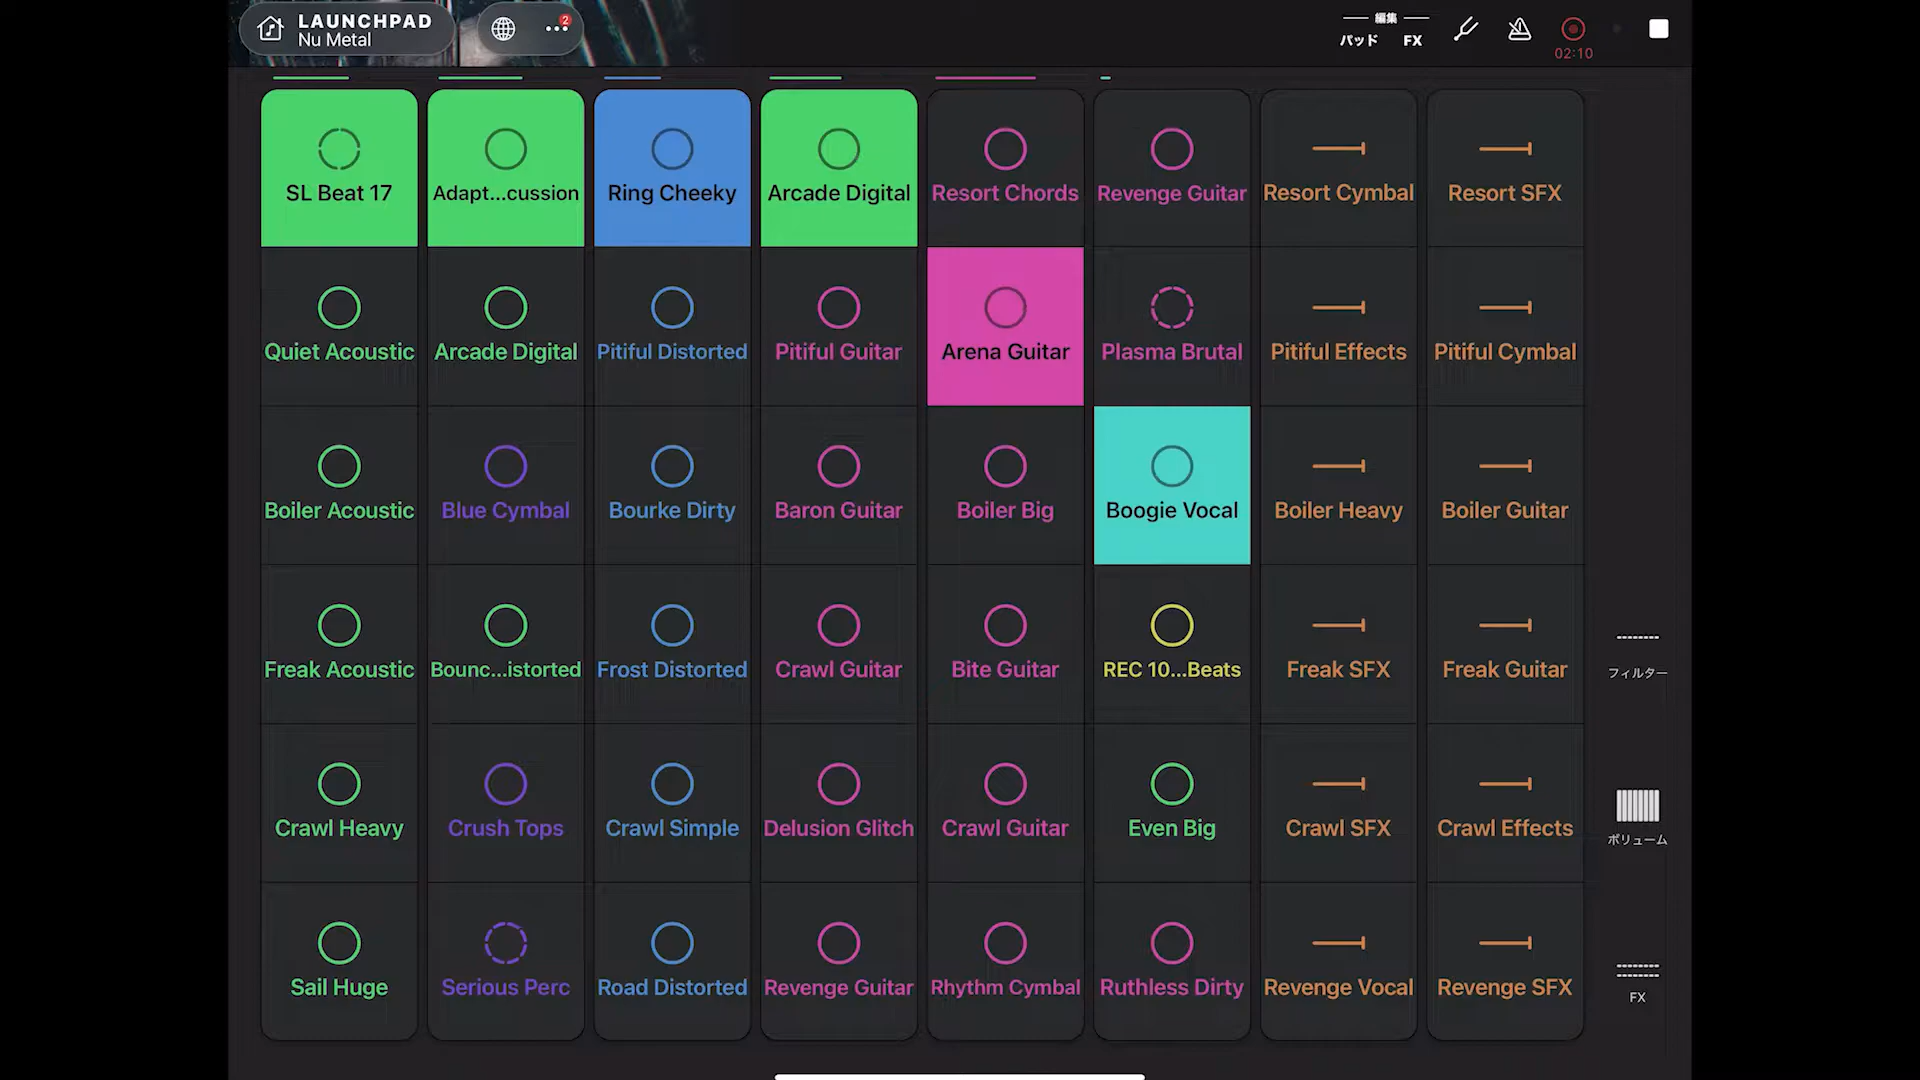 LAUNCHPAD
Nu Metal
2
編集
パッド FX
02:10
SL Beat 17
Adapt...cussion
Ring Cheeky
Arcade Digital
Resort Chords
Revenge Guitar
Resort Cymbal
Resort SFX
Quiet Acoustic
Arcade Digital
Pitiful Distorted
Pitiful Guitar
Arena Guitar
Plasma Brutal
Pitiful Effects
Pitiful Cymbal
Boiler Acoustic
Blue Cymbal
Bourke Dirty
Baron Guitar
Boiler Big
Boogie Vocal
Boiler Heavy
Boiler Guitar
Freak Acoustic
Bounc...istorted
Frost Distorted
Crawl Guitar
Bite Guitar
REC 10...Beats
Freak SFX
Freak Guitar
フィルター
Crawl Heavy
Crush Tops
Crawl Simple
Delusion Glitch
Crawl Guitar
Even Big
Crawl SFX
Crawl Effects
ボリューム
Sail Huge
Serious Perc
Road Distorted
Revenge Guitar
Rhythm Cymbal
Ruthless Dirty
Revenge Vocal
Revenge SFX
FX